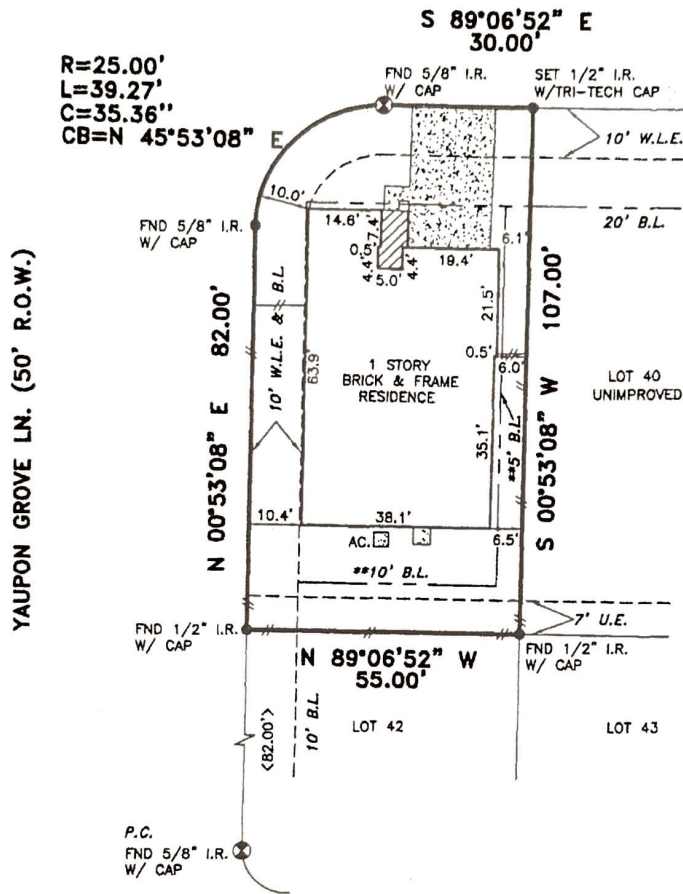 S 89°06'52" E
30.00'
R=25.00'
L=39.27'
C=35.36''
CB=N 45°53'08" E
FND 5/8" I.R.
W/ CAP
SET 1/2" I.R.
W/TRI-TECH CAP
10' W.L.E.
10.0'
FND 5/8" I.R.
W/ CAP
14.6'
7.4'
0.5'
4.4'
5.0'
4.4'
19.4'
6.1'
20' B.L.
21.5'
107.00'
S 00°53'08" W
82.00'
N 00°53'08" E
YAUPON GROVE LN. (50' R.O.W.)
10' W.L.E. & B.L.
63.9'
1 STORY
BRICK & FRAME
RESIDENCE
0.5'
6.0'
LOT 40
UNIMPROVED
**5' B.L.
35.1'
10.4'
38.1'
6.5'
AC.
**10' B.L.
7' U.E.
FND 1/2" I.R.
W/ CAP
N 89°06'52" W
55.00'
FND 1/2" I.R.
W/ CAP
<82.00'>
10' B.L.
LOT 42
LOT 43
P.C.
FND 5/8" I.R.
W/ CAP